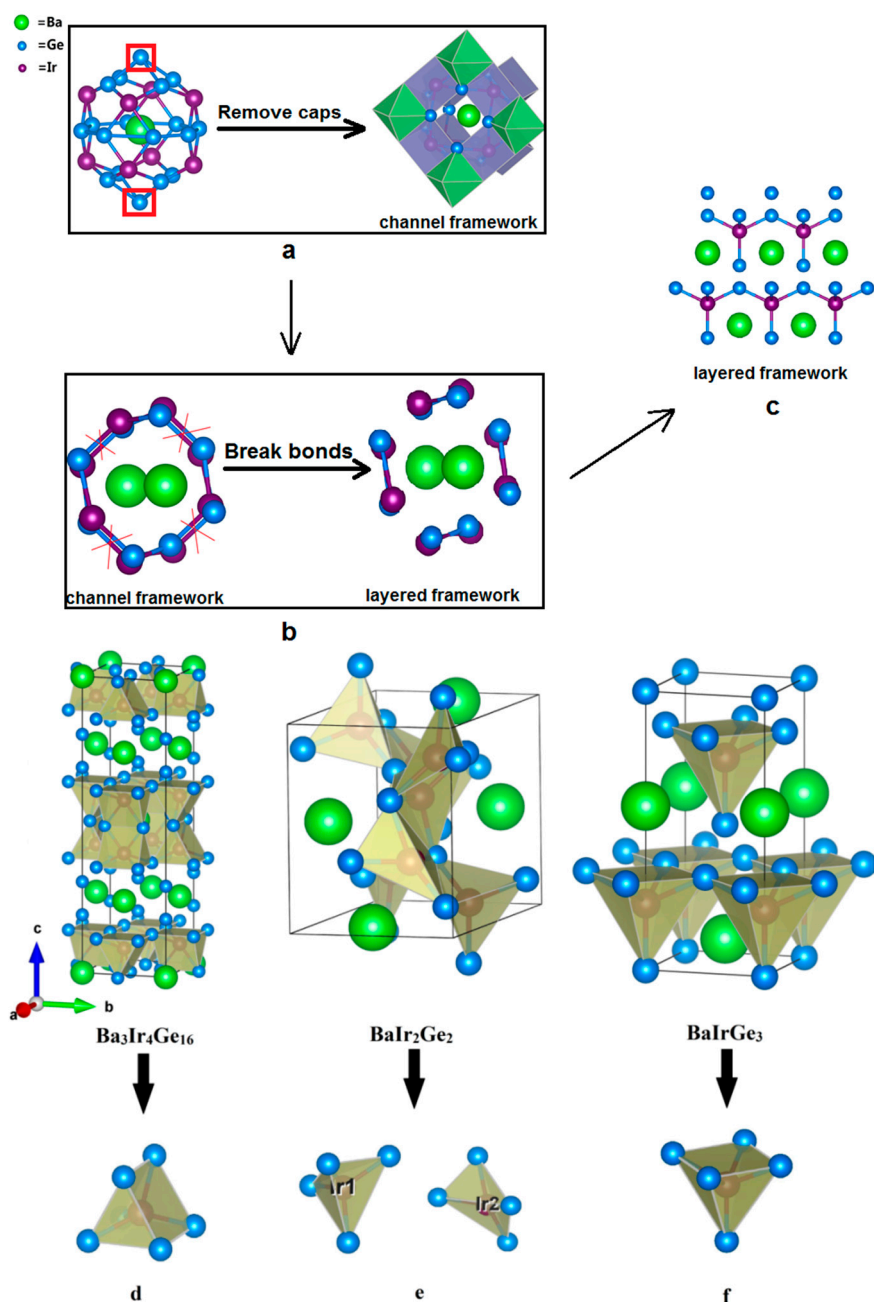 =Ba
=Ge
=Ir
Remove caps
channel framework
a
layered framework
c
Break bonds
channel framework
layered framework
b
c
a
b
Ba₃Ir₄Ge₁₆
BaIr₂Ge₂
BaIrGe₃
Ir1
Ir2
d
e
f